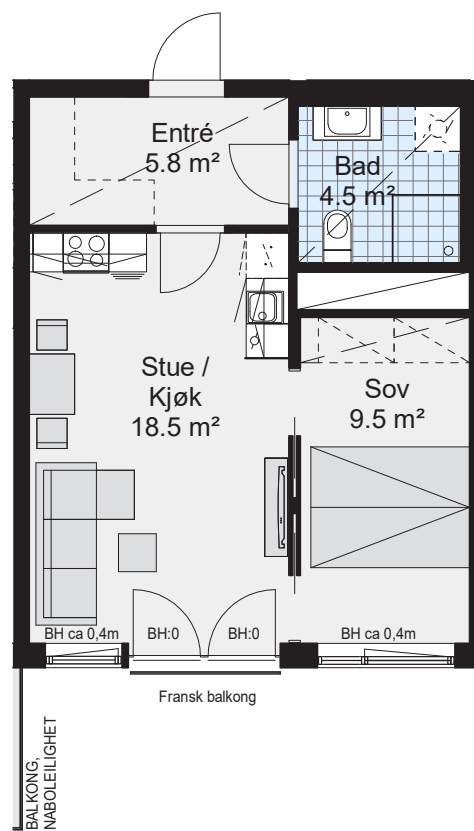 Entré
5.8 m²
Bad
4.5 m²
Stue /
Kjøk
18.5 m²
Sov
9.5 m²
BH ca 0,4m
BH:0
BH:0
BH ca 0,4m
Fransk balkong
BALKONG,
NABOLEILIGHET